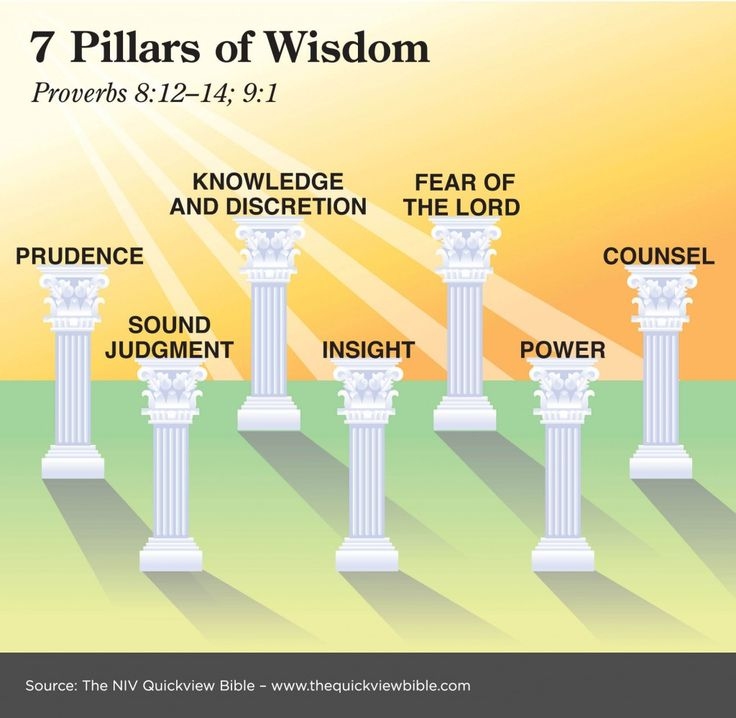 7 Pillars of Wisdom
Proverbs 8:12–14; 9:1
KNOWLEDGE
AND DISCRETION
FEAR OF
THE LORD
PRUDENCE
COUNSEL
SOUND
JUDGMENT
INSIGHT
POWER
Source: The NIV Quickview Bible – www.thequickviewbible.com